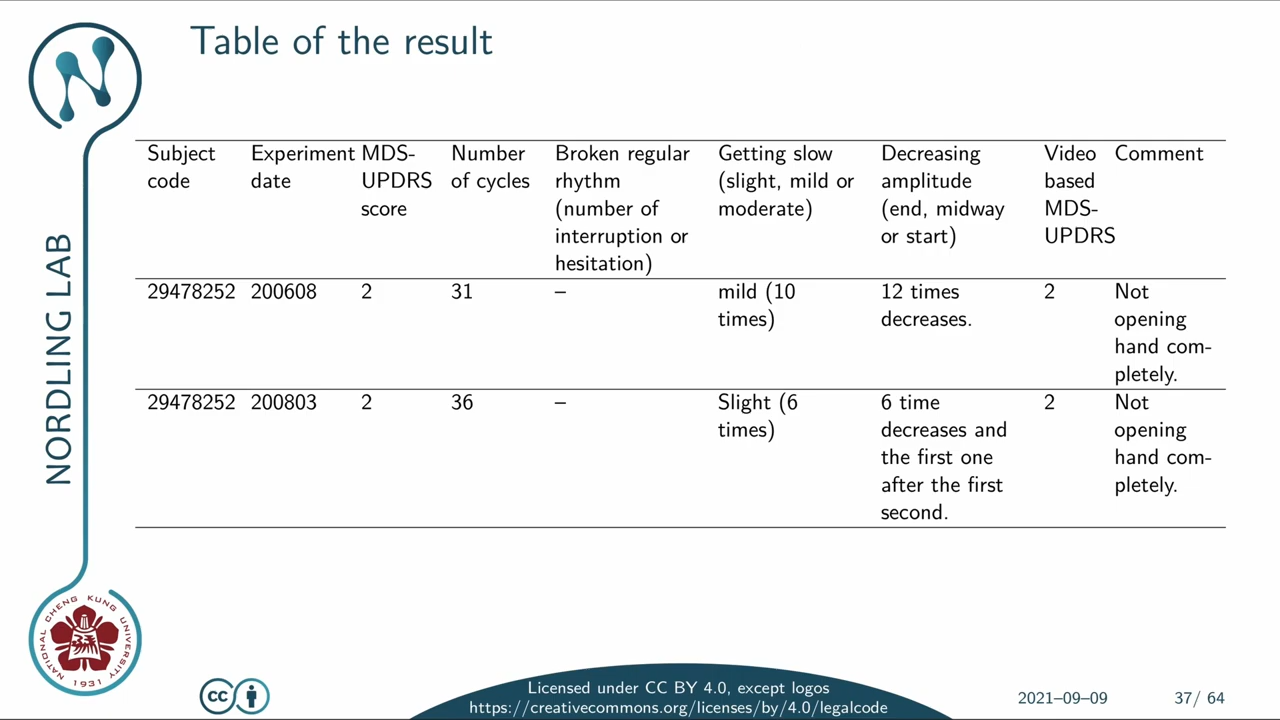 Table of the result
NORDLING LAB
Subject code | Experiment date | MDS-UPDRS score | Number of cycles | Broken regular rhythm (number of interruption or hesitation) | Getting slow (slight, mild or moderate) | Decreasing amplitude (end, midway or start) | Video based MDS-UPDRS | Comment
29478252 | 200608 | 2 | 31 | – | mild (10 times) | 12 times decreases. | 2 | Not opening hand com-pletely.
29478252 | 200803 | 2 | 36 | – | Slight (6 times) | 6 time decreases and the first one after the first second. | 2 | Not opening hand com-pletely.
NATIONAL CHENG KUNG UNIVERSITY
1931
cc
Licensed under CC BY 4.0, except logos
https://creativecommons.org/licenses/by/4.0/legalcode
2021–09–09
37/ 64